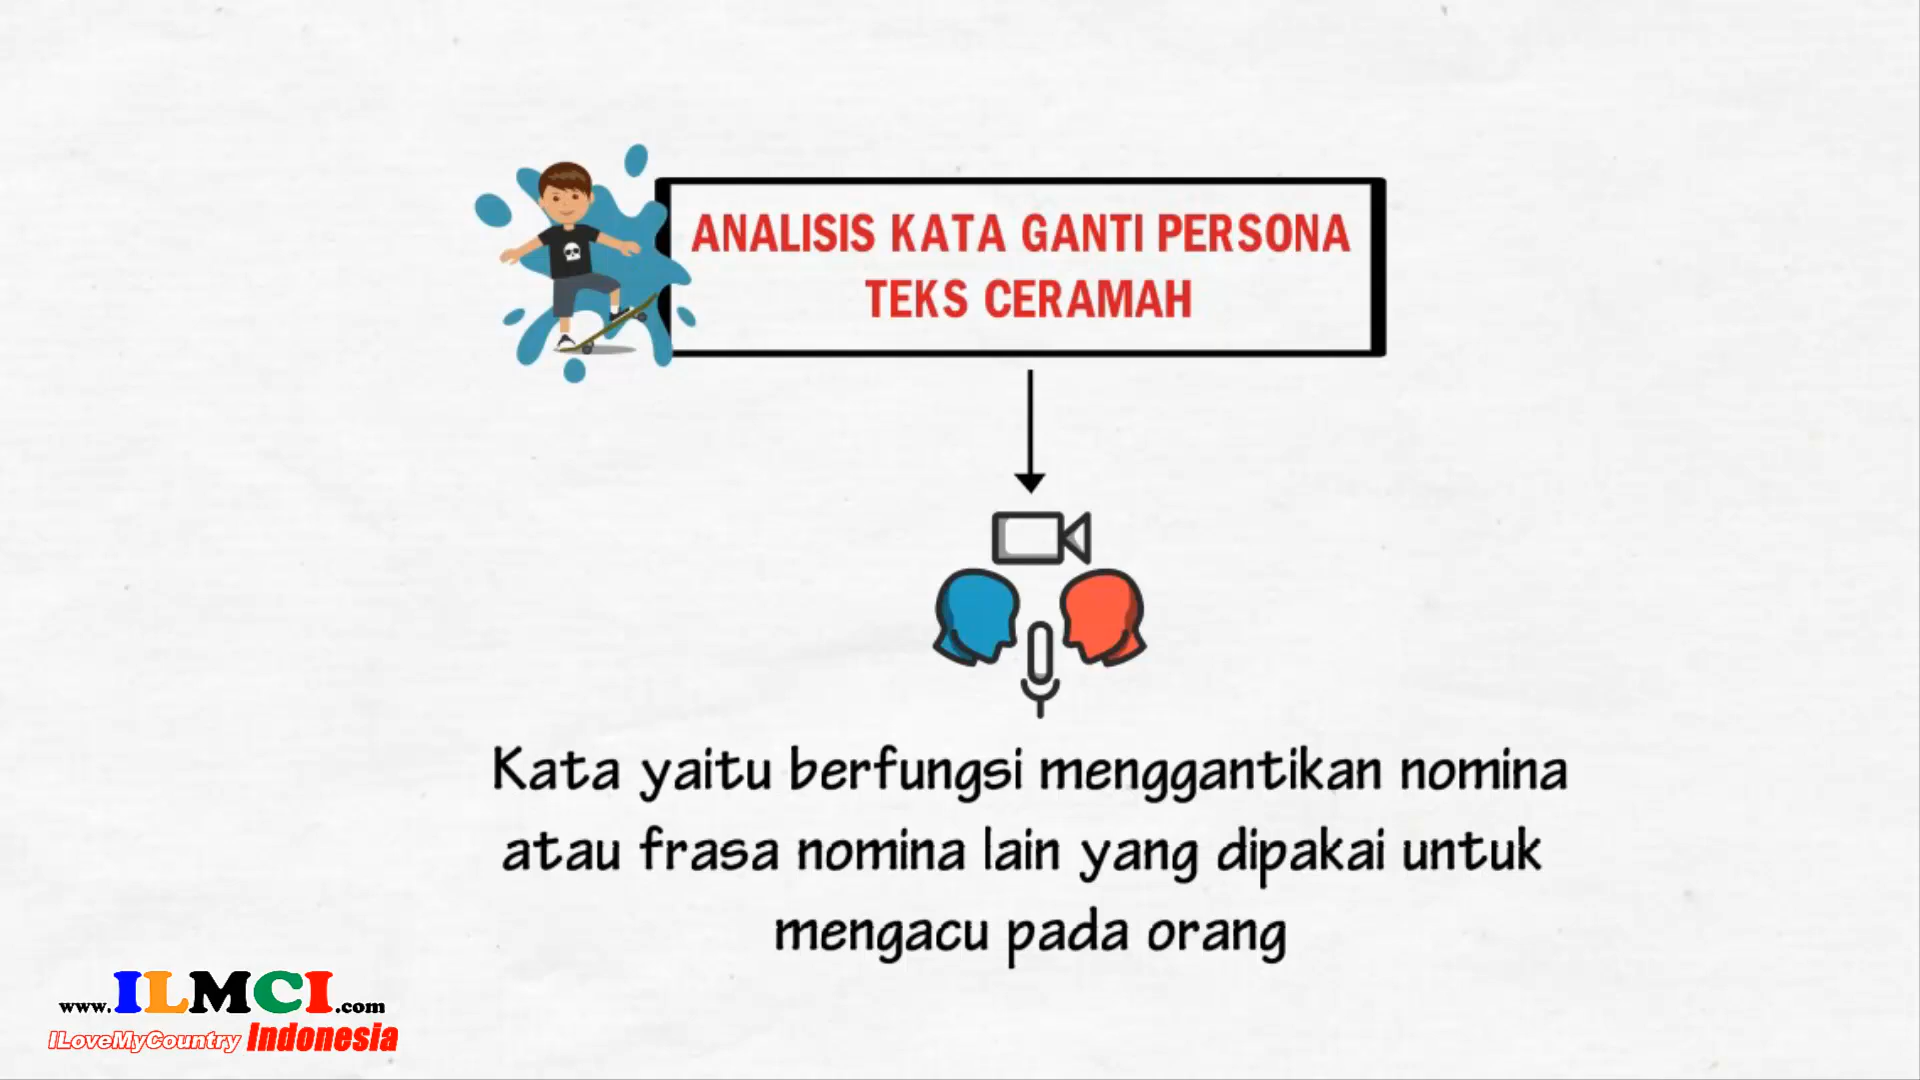 ANALISIS KATA GANTI PERSONA
TEKS CERAMAH
Kata yaitu berfungsi menggantikan nomina
atau frasa nomina lain yang dipakai untuk
mengacu pada orang
www.ILMCI.com
ILoveMyCountry Indonesia